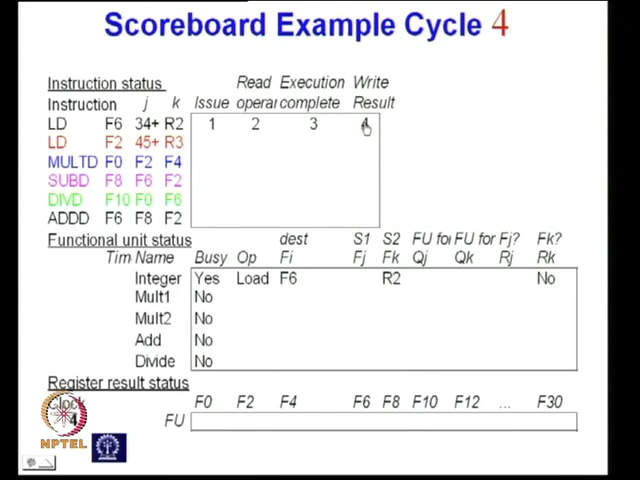 Scoreboard Example Cycle 4
Instruction status Read Execution Write
Instruction j k Issue operai complete Result
LD F6 34+ R2 1 2 3 4
LD F2 45+ R3
MULTD F0 F2 F4
SUBD F8 F6 F2
DIVD F10 F0 F6
ADDD F6 F8 F2
Functional unit status dest S1 S2 FU for FU for Fj? Fk?
Tim Name Busy Op Fi Fj Fk Qj Qk Rj Rk
Integer Yes Load F6 R2 No
Mult1 No
Mult2 No
Add No
Divide No
Register result status
Clock F0 F2 F4 F6 F8 F10 F12 ... F30
4 FU
NPTEL